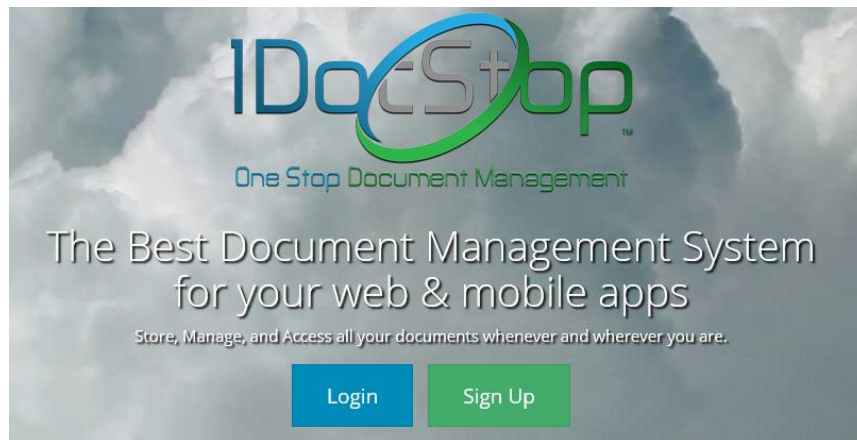 1DocStop
™
One Stop Document Management
The Best Document Management System
for your web & mobile apps
Store, Manage, and Access all your documents whenever and wherever you are.
Login Sign Up